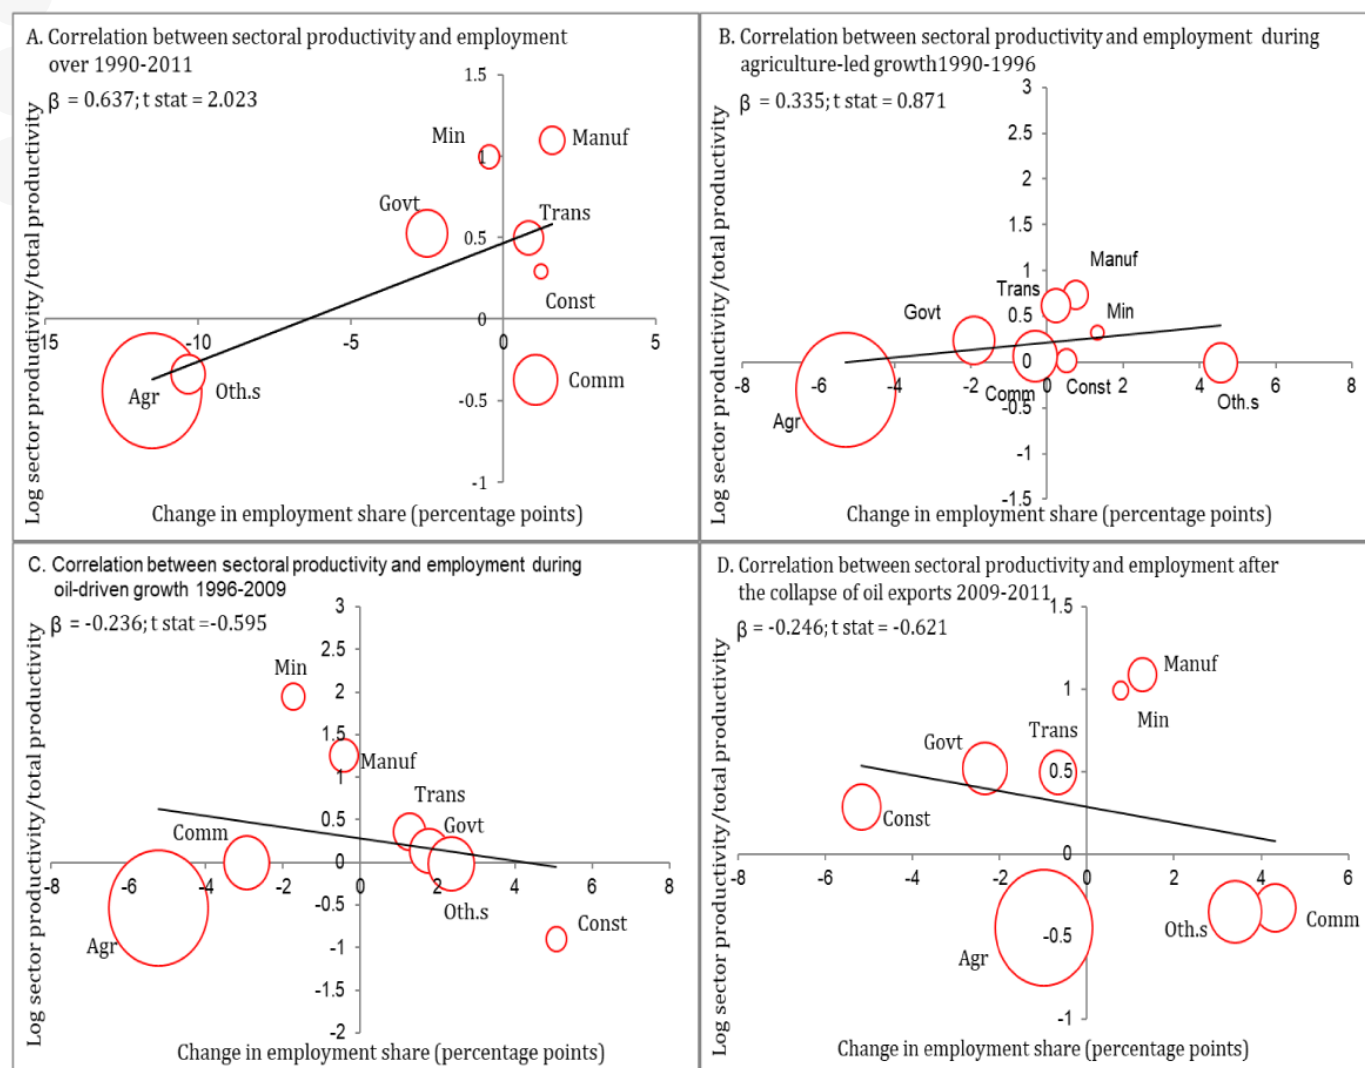 A. Correlation between sectoral productivity and employment
over 1990-2011
β = 0.637; t stat = 2.023
Log sector productivity/total productivity
1.5
1
0.5
0
-0.5
-1
15
-10
-5
0
5
Min
Manuf
Govt
Trans
Const
Agr
Oth.s
Comm
Change in employment share (percentage points)
B. Correlation between sectoral productivity and employment during
agriculture-led growth1990-1996
β = 0.335; t stat = 0.871
Log sector productivity/total productivity
3
2.5
2
1.5
1
0.5
0
-0.5
-1
-1.5
-8
-6
-4
-2
0
2
4
6
8
Manuf
Trans
Min
Govt
Comm
Const
Oth.s
Agr
Change in employment share (percentage points)
C. Correlation between sectoral productivity and employment during
oil-driven growth 1996-2009
β = -0.236; t stat =-0.595
Log sector productivity/total productivity
3
2.5
2
1.5
1
0.5
0
-0.5
-1
-1.5
-2
-8
-6
-4
-2
0
2
4
6
8
Min
Manuf
Trans
Govt
Comm
Oth.s
Const
Agr
Change in employment share (percentage points)
D. Correlation between sectoral productivity and employment after
the collapse of oil exports 2009-2011
β = -0.246; t stat = -0.621
Log sector productivity/total productivity
1.5
1
0.5
0
-0.5
-1
-8
-6
-4
-2
0
2
4
6
Manuf
Min
Trans
Govt
Const
Oth.s
Comm
Agr
Change in employment share (percentage points)